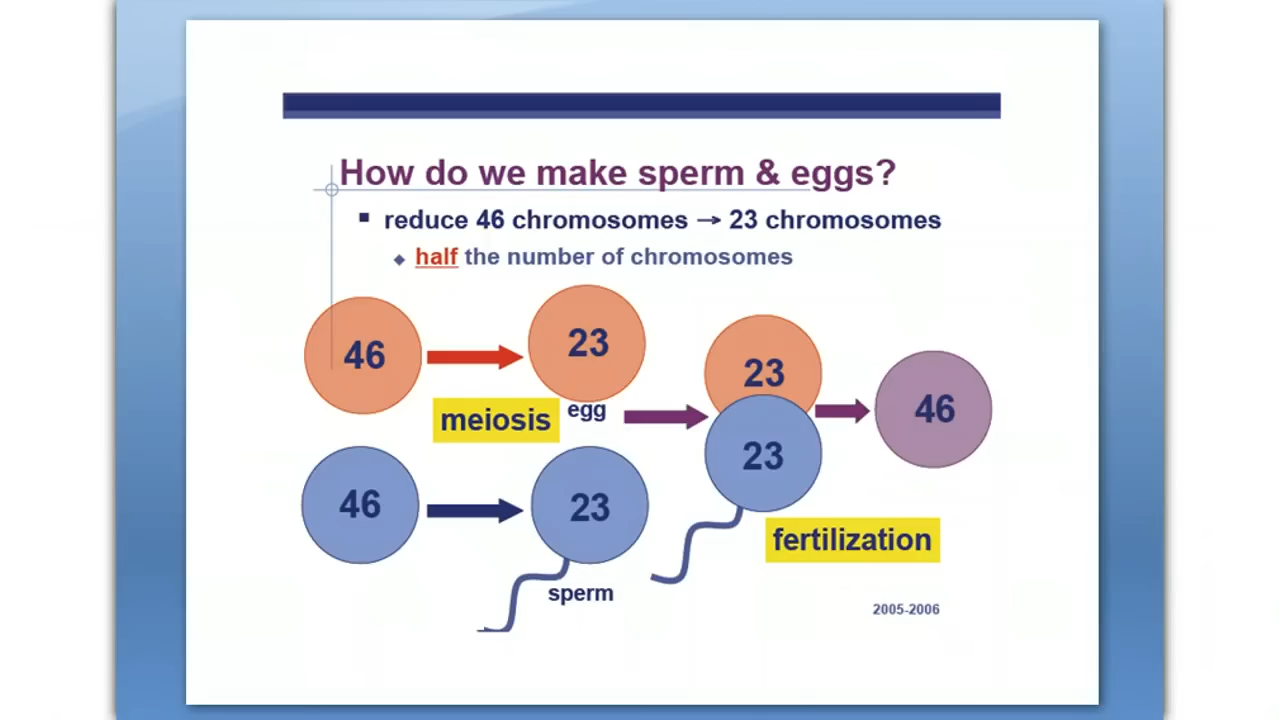 How do we make sperm & eggs?
reduce 46 chromosomes → 23 chromosomes
half the number of chromosomes
46
23
egg
meiosis
46
23
sperm
23
23
46
fertilization
2005-2006